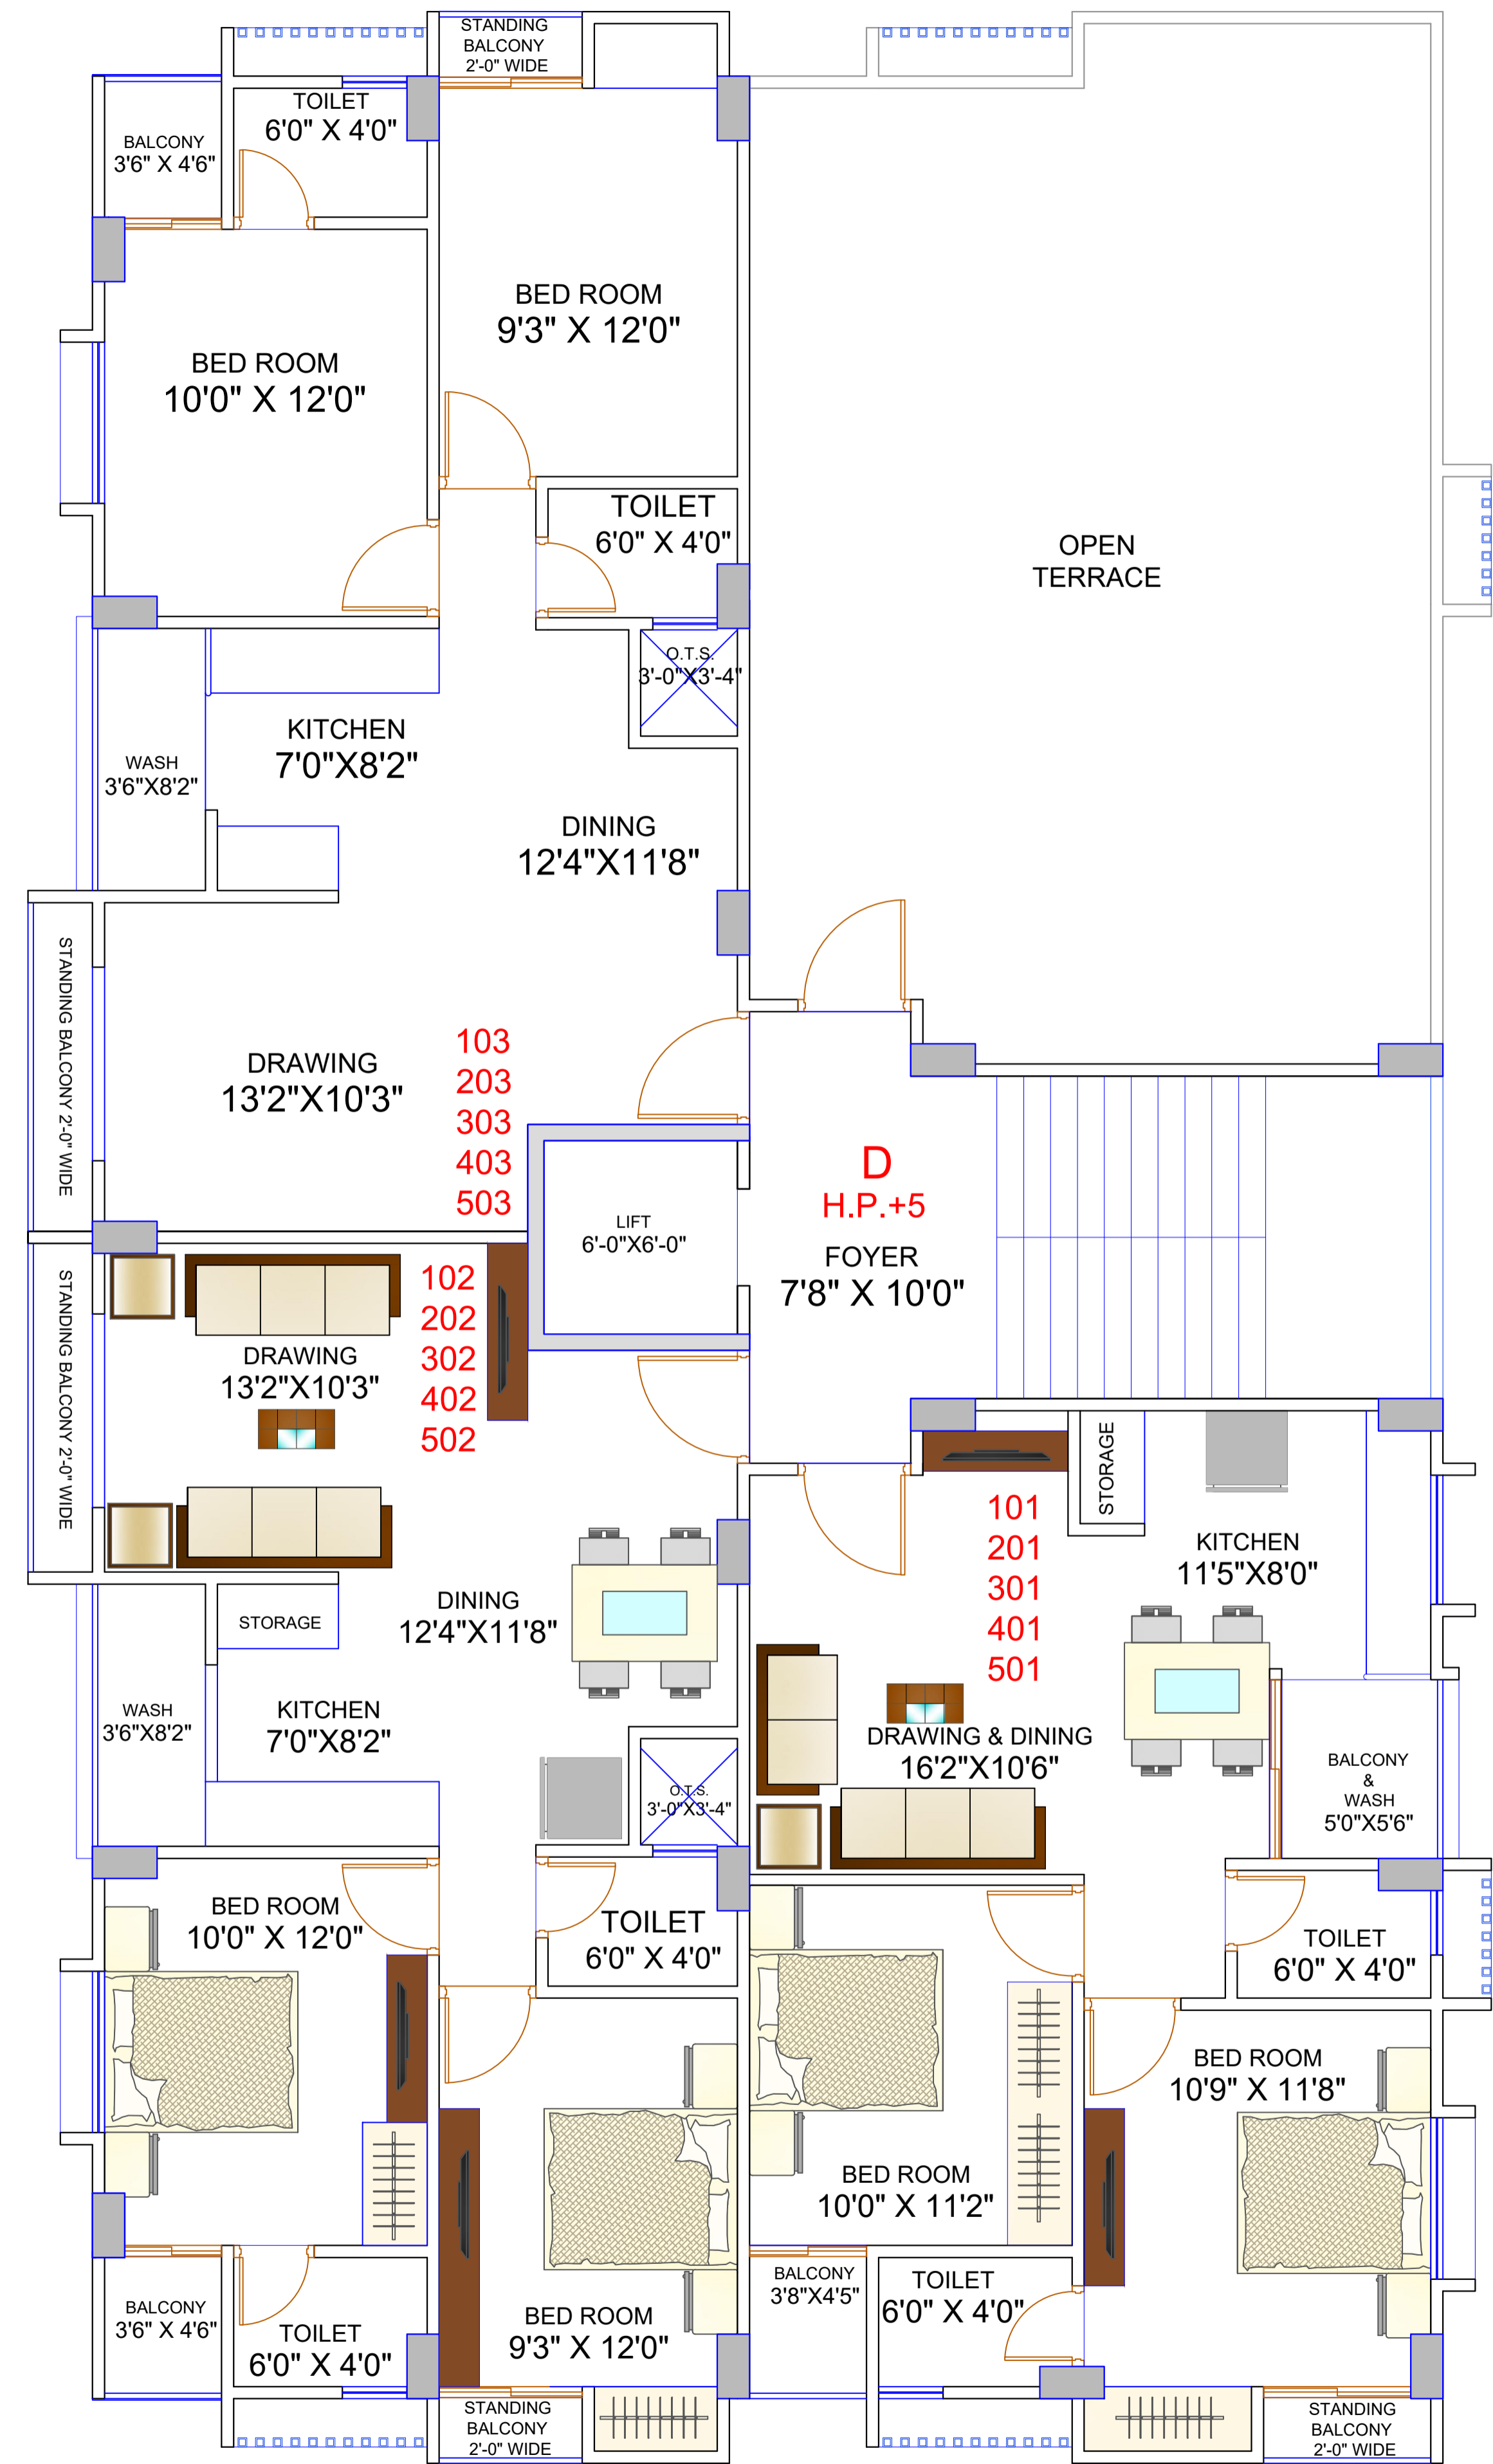 STANDING
BALCONY
2'-0" WIDE
TOILET
6'0" X 4'0"
BALCONY
3'6" X 4'6"
BED ROOM
9'3" X 12'0"
BED ROOM
10'0" X 12'0"
TOILET
6'0" X 4'0"
OPEN
TERRACE
O.T.S.
3'-0"X3'-4"
KITCHEN
7'0"X8'2"
WASH
3'6"X8'2"
DINING
12'4"X11'8"
STANDING BALCONY 2'-0" WIDE
DRAWING
13'2"X10'3"
103
203
303
403
503
D
H.P.+5
LIFT
6'-0"X6'-0"
FOYER
7'8" X 10'0"
STANDING BALCONY 2'-0" WIDE
102
202
302
402
502
DRAWING
13'2"X10'3"
STORAGE
101
201
301
401
501
KITCHEN
11'5"X8'0"
DINING
12'4"X11'8"
STORAGE
WASH
3'6"X8'2"
KITCHEN
7'0"X8'2"
DRAWING & DINING
16'2"X10'6"
BALCONY
&
WASH
5'0"X5'6"
O.T.S.
3'-0"X3'-4"
BED ROOM
10'0" X 12'0"
TOILET
6'0" X 4'0"
TOILET
6'0" X 4'0"
BED ROOM
10'9" X 11'8"
BED ROOM
10'0" X 11'2"
BALCONY
3'8"X4'5"
TOILET
6'0" X 4'0"
BALCONY
3'6" X 4'6"
TOILET
6'0" X 4'0"
BED ROOM
9'3" X 12'0"
STANDING
BALCONY
2'-0" WIDE
STANDING
BALCONY
2'-0" WIDE